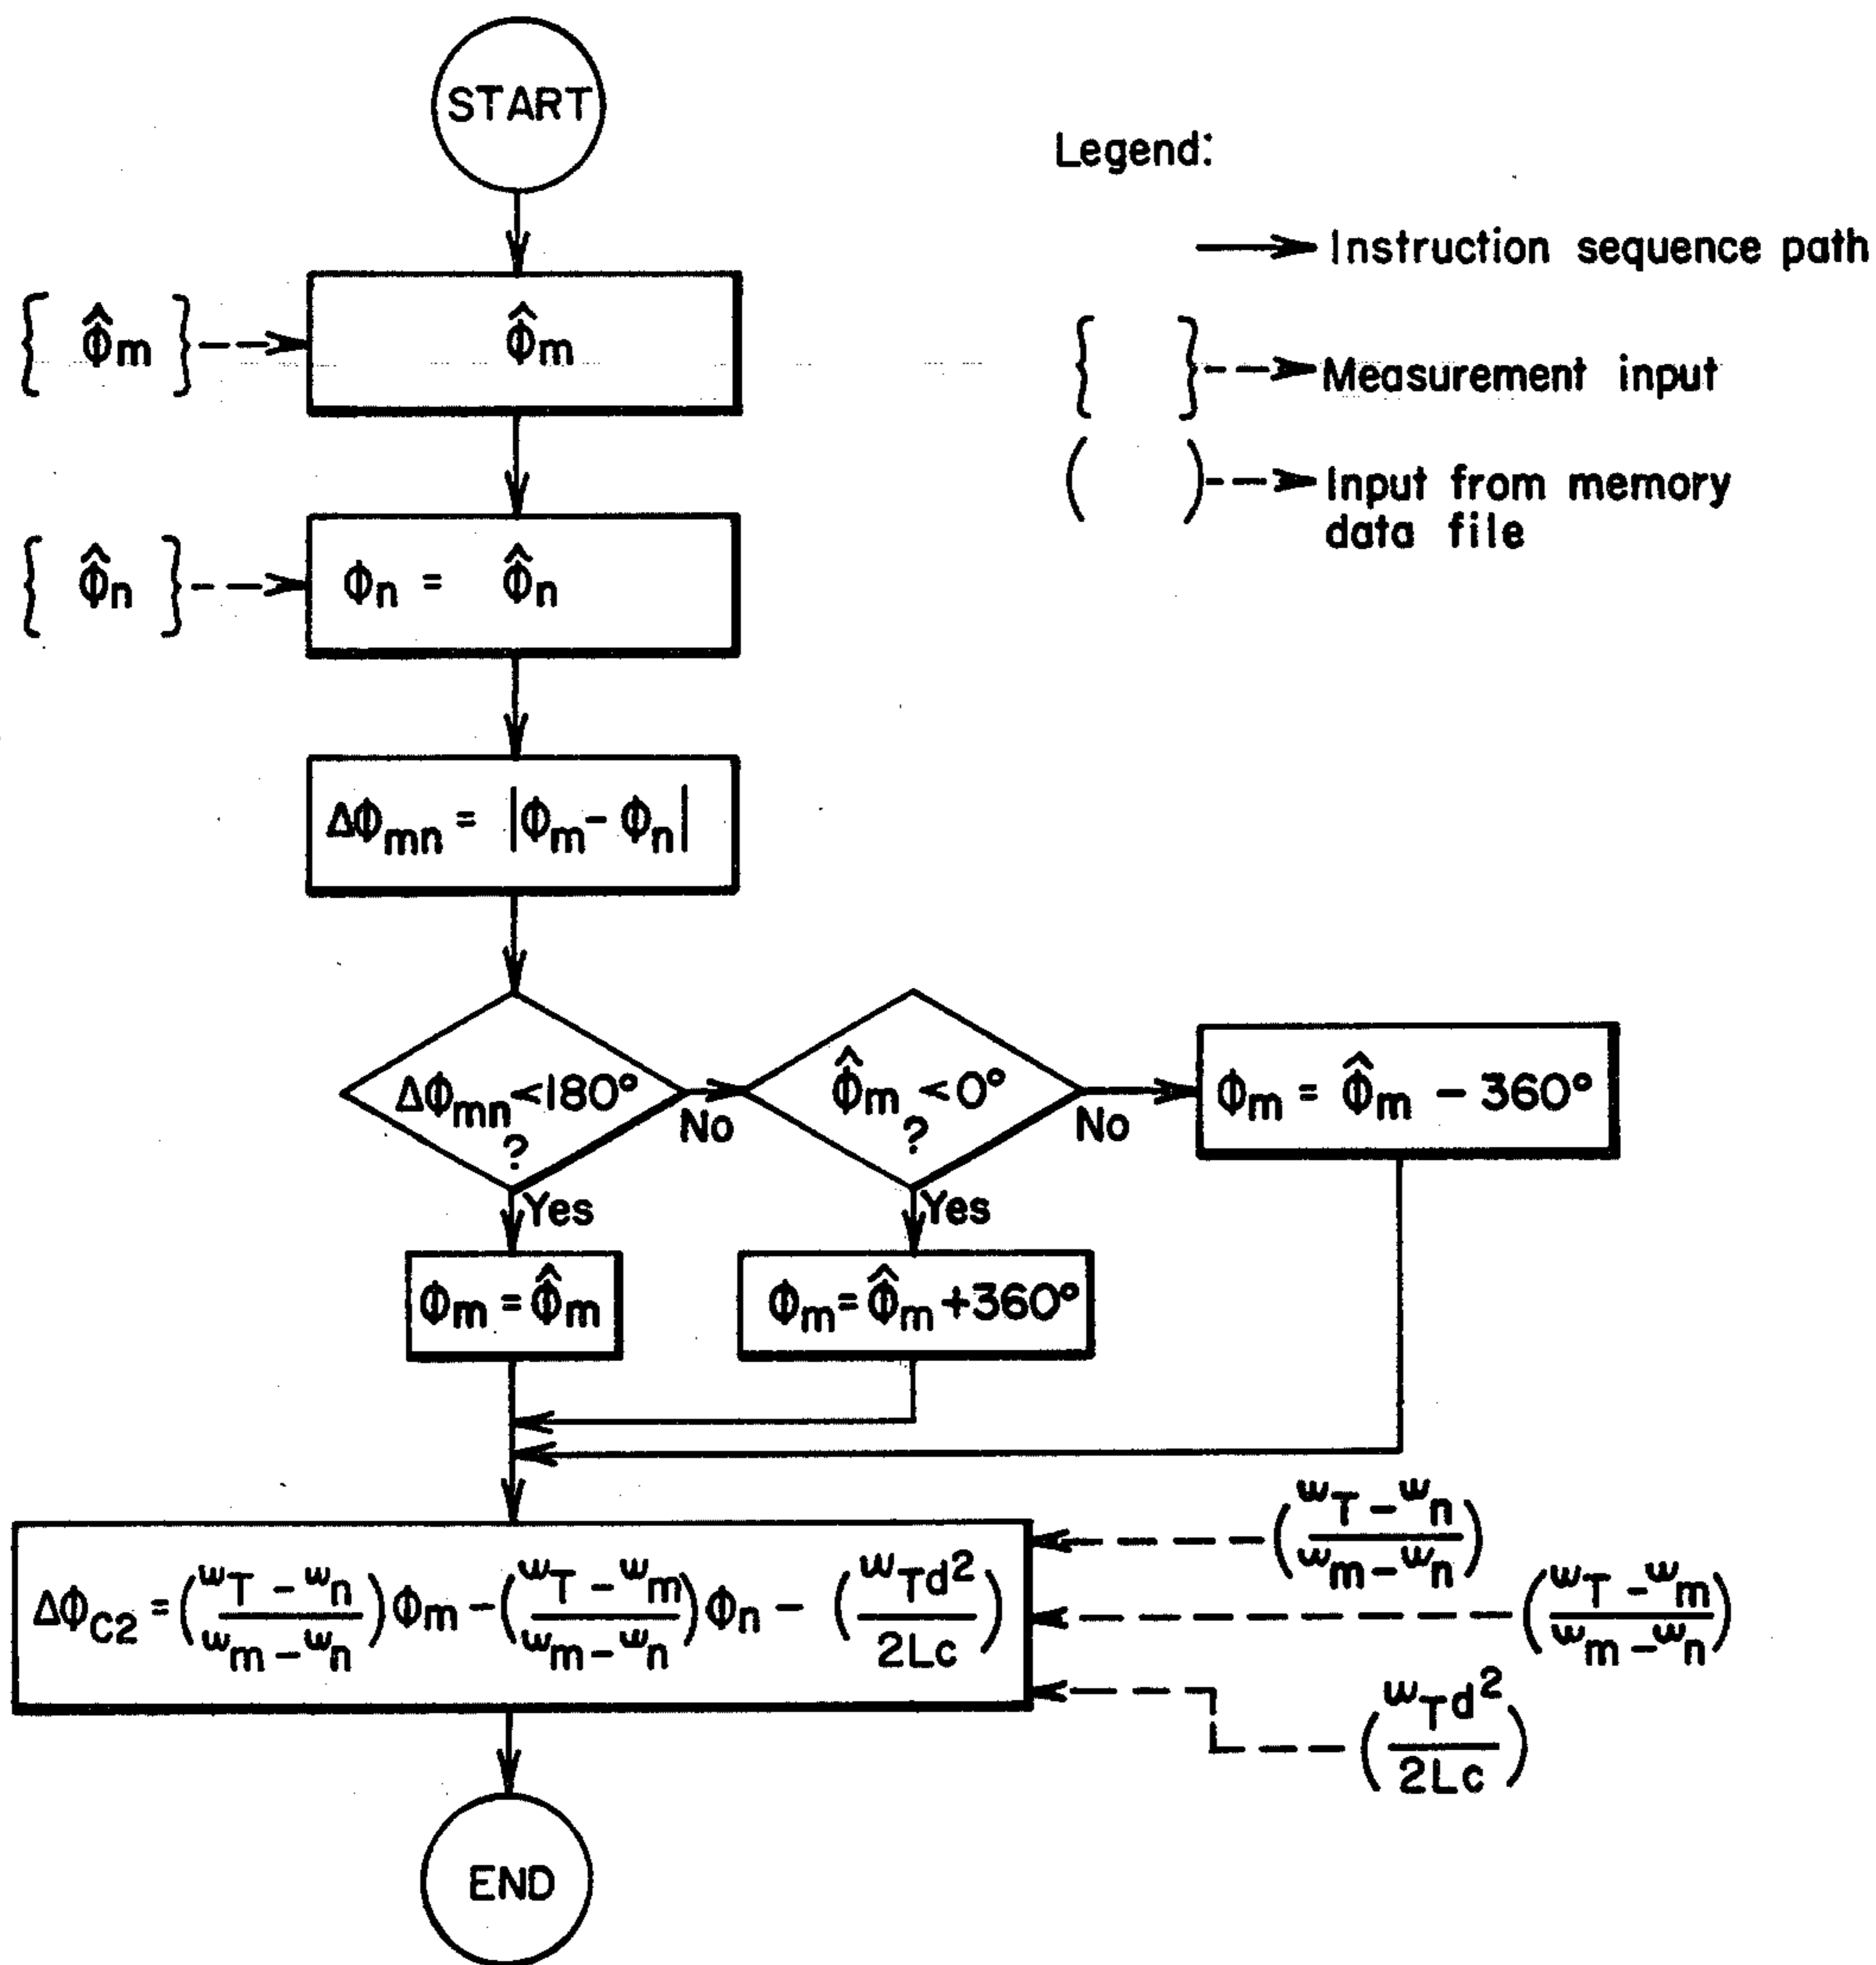 START
Legend:
Instruction sequence path
{ Φ̂m }
Φ̂m
{ } Measurement input
( ) Input from memory
data file
{ Φ̂n }
Φn = Φ̂n
ΔΦmn = |Φm - Φn|
ΔΦmn <180°
?
No
Φ̂m <0°
?
No
Φm = Φ̂m - 360°
Yes
Yes
Φm = Φ̂m
Φm = Φ̂m +360°
ΔΦC2 = (ωT - ωn / ωm - ωn) Φm - (ωT - ωm / ωm - ωn) Φn - (ωTd² / 2Lc)
(ωT - ωn / ωm - ωn)
(ωT - ωm / ωm - ωn)
(ωTd² / 2Lc)
END